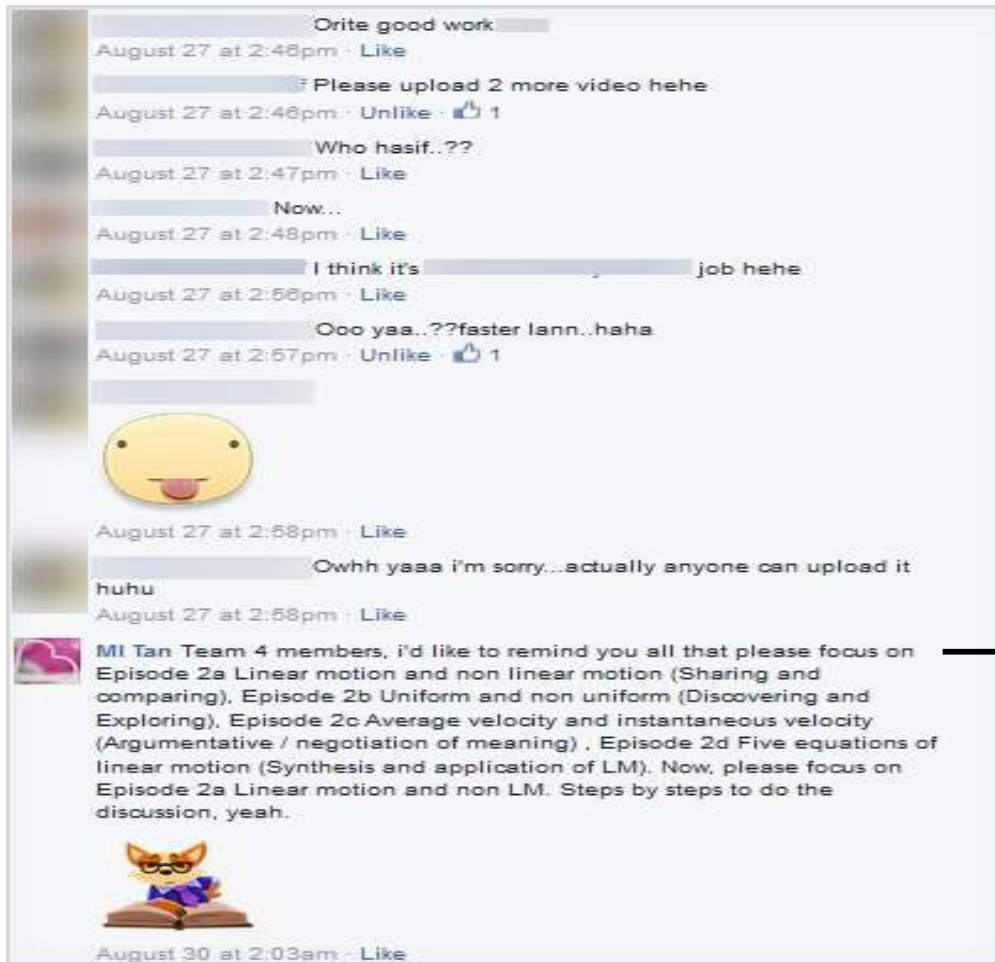 Orite good work
August 27 at 2:46pm · Like
Please upload 2 more video hehe
August 27 at 2:46pm · Unlike · 1
Who hasif..??
August 27 at 2:47pm · Like
Now...
August 27 at 2:48pm · Like
I think it's job hehe
August 27 at 2:56pm · Like
Ooo yaa..??faster lann..haha
August 27 at 2:57pm · Unlike · 1
August 27 at 2:58pm · Like
Owhh yaaa i'm sorry...actually anyone can upload it
huhu
August 27 at 2:58pm · Like
MI Tan Team 4 members, i'd like to remind you all that please focus on
Episode 2a Linear motion and non linear motion (Sharing and
comparing), Episode 2b Uniform and non uniform (Discovering and
Exploring), Episode 2c Average velocity and instantaneous velocity
(Argumentative / negotiation of meaning) , Episode 2d Five equations of
linear motion (Synthesis and application of LM). Now, please focus on
Episode 2a Linear motion and non LM. Steps by steps to do the
discussion, yeah.
August 30 at 2:03am · Like